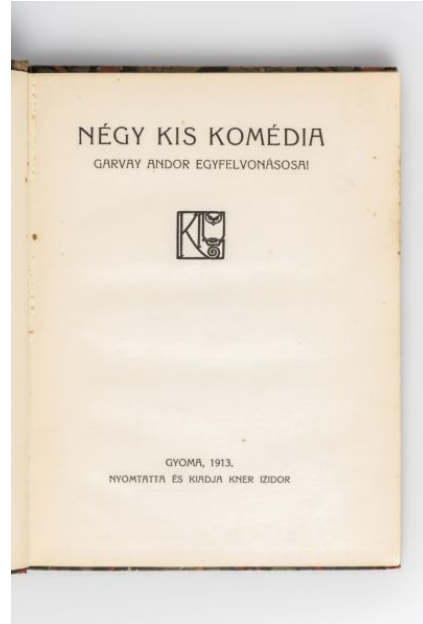 NÉGY KIS KOMÉDIA
GARVAY ANDOR EGYFELVONÁSOSAI
GYOMA, 1913.
NYOMTATTA ÉS KIADJA KNER IZIDOR